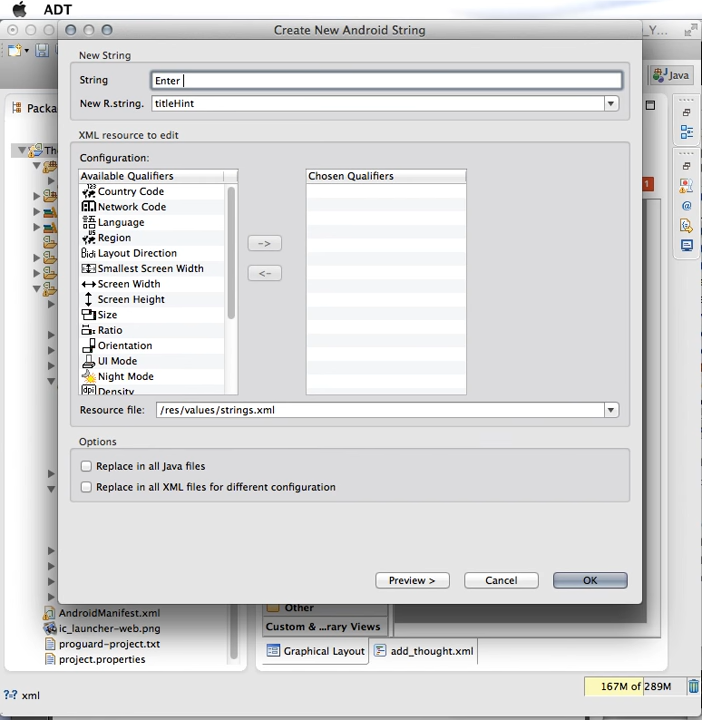 ADT
Create New Android String
_Y...
New String
String Enter
New R.string. titleHint
Java
Packa
XML resource to edit
Configuration:
Available Qualifiers
Chosen Qualifiers
Country Code
Network Code
Language
Region
Layout Direction
Smallest Screen Width
Screen Width
Screen Height
Size
Ratio
Orientation
UI Mode
Night Mode
Density
->
<-
Resource file: /res/values/strings.xml
Options
Replace in all Java files
Replace in all XML files for different configuration
Preview >
Cancel
OK
AndroidManifest.xml
ic_launcher-web.png
proguard-project.txt
project.properties
Other
Custom & ...rary Views
Graphical Layout
add_thought.xml
167M of 289M
xml